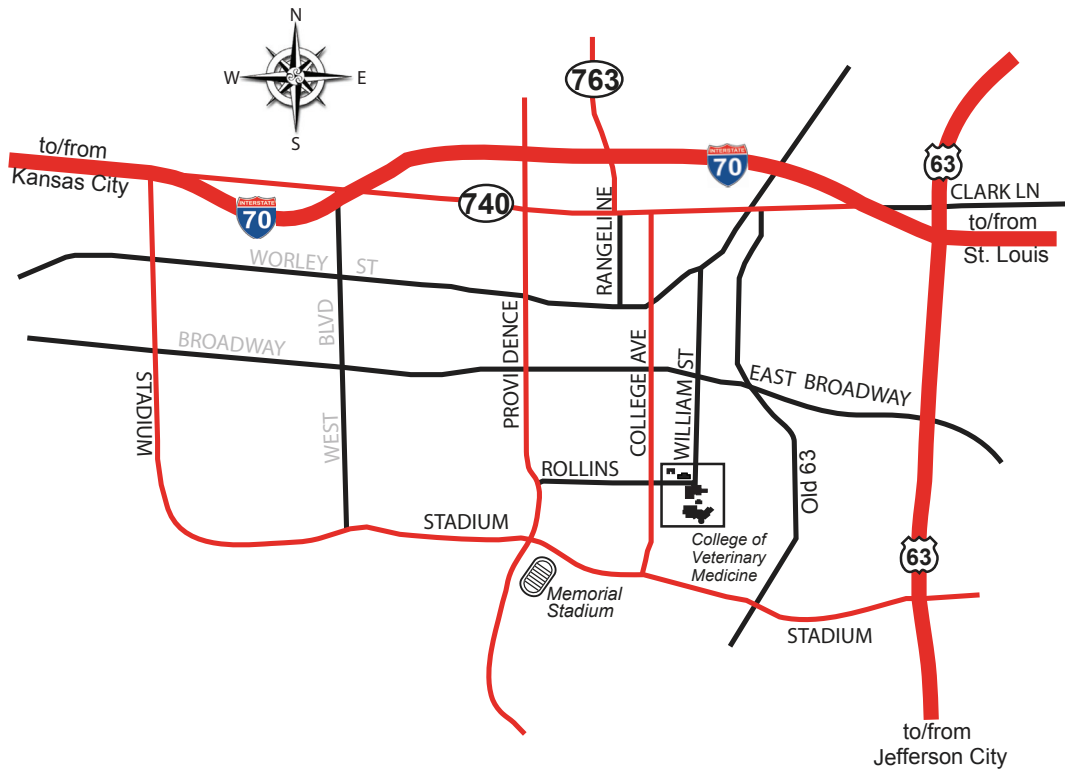 N
W
E
S
763
to/from
Kansas City
INTERSTATE
70
INTERSTATE
70
63
740
CLARK LN
to/from
St. Louis
WORLEY ST
RANGELINE
BROADWAY
BLVD
WEST
PROVIDENCE
COLLEGE AVE
WILLIAM ST
EAST BROADWAY
STADIUM
ROLLINS
Old 63
STADIUM
College of
Veterinary
Medicine
63
Memorial
Stadium
STADIUM
to/from
Jefferson City